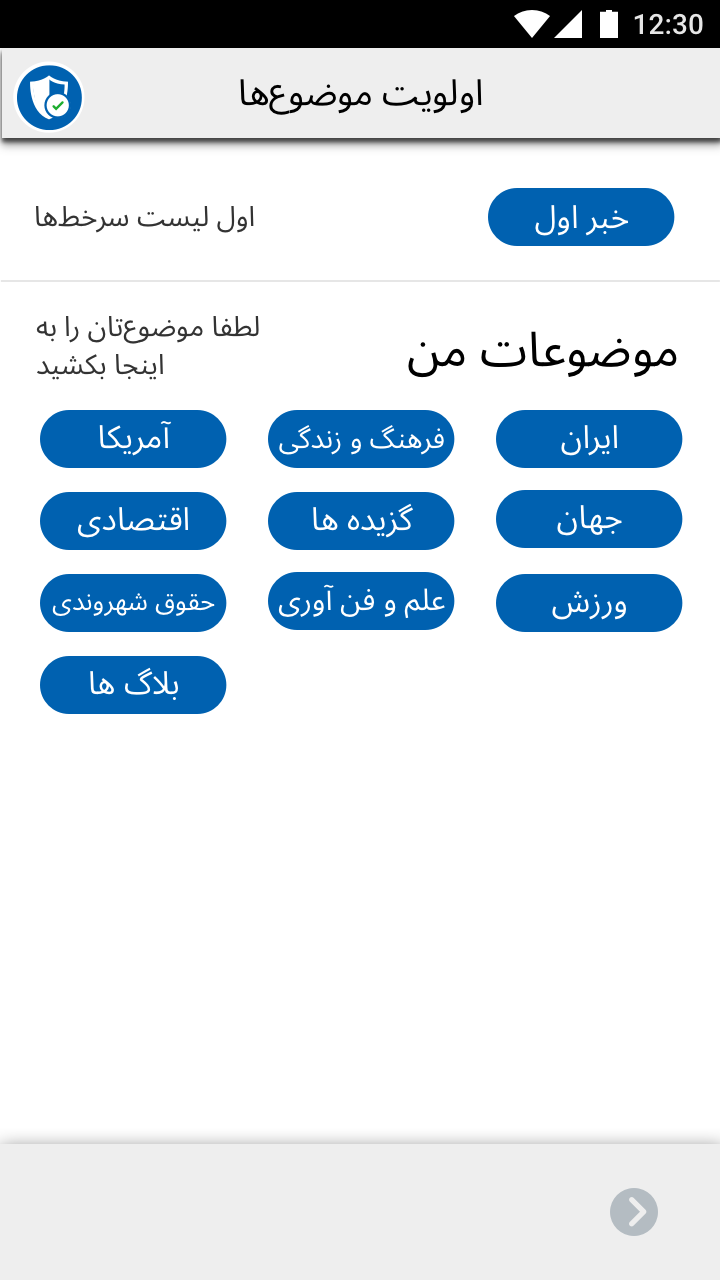 12:30
اولویت موضوع‌ها
خبر اول
اول لیست سرخط‌ها
موضوعات من
لطفا موضوع‌تان را به
اینجا بکشید
ایران
فرهنگ و زندگی
آمریکا
جهان
گزیده ها
اقتصادی
ورزش
علم و فن آوری
حقوق شهروندی
بلاگ ها